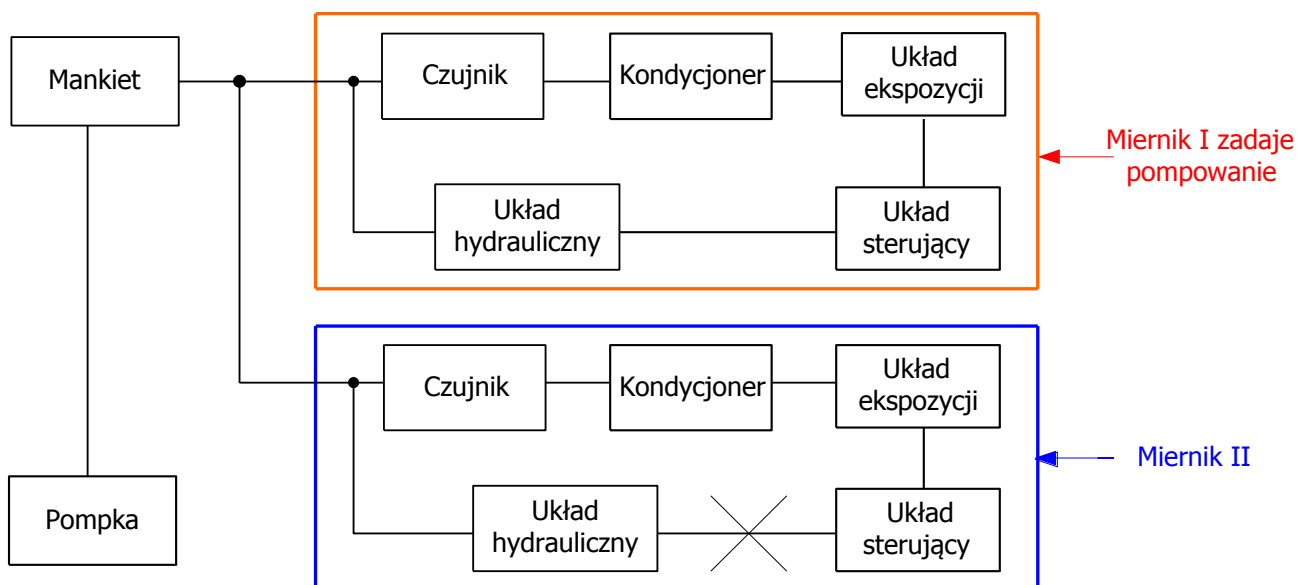 Mankiet
Czujnik
Kondycjoner
Układ
ekspozycji
Miernik I zadaje
pompowanie
Układ
hydrauliczny
Układ
sterujący
Czujnik
Kondycjoner
Układ
ekspozycji
Miernik II
Pompka
Układ
hydrauliczny
Układ
sterujący